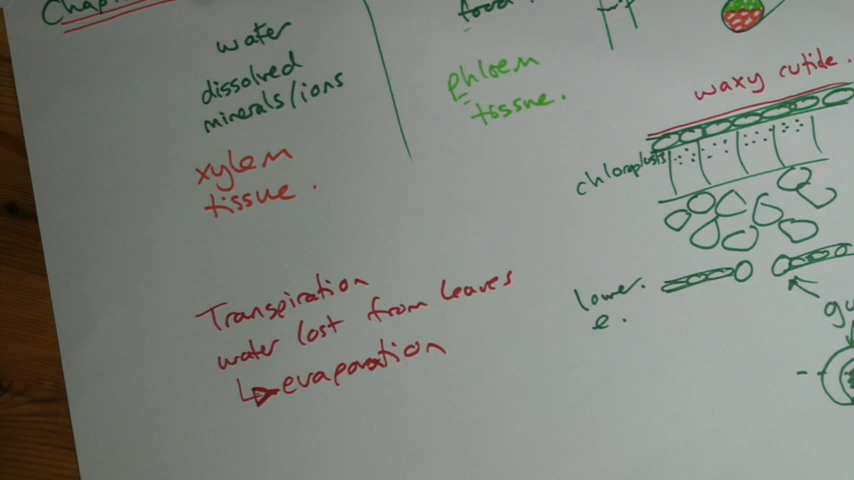 water
dissolved
minerals/ions
xylem
tissue.
phloem
tissue.
Transpiration
water lost from leaves
↳ evaporation
waxy cuticle.
chloroplasts
lower.
e.